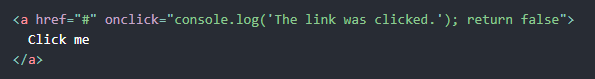 <a href="#" onclick="console.log('The link was clicked.'); return false">
  Click me
</a>